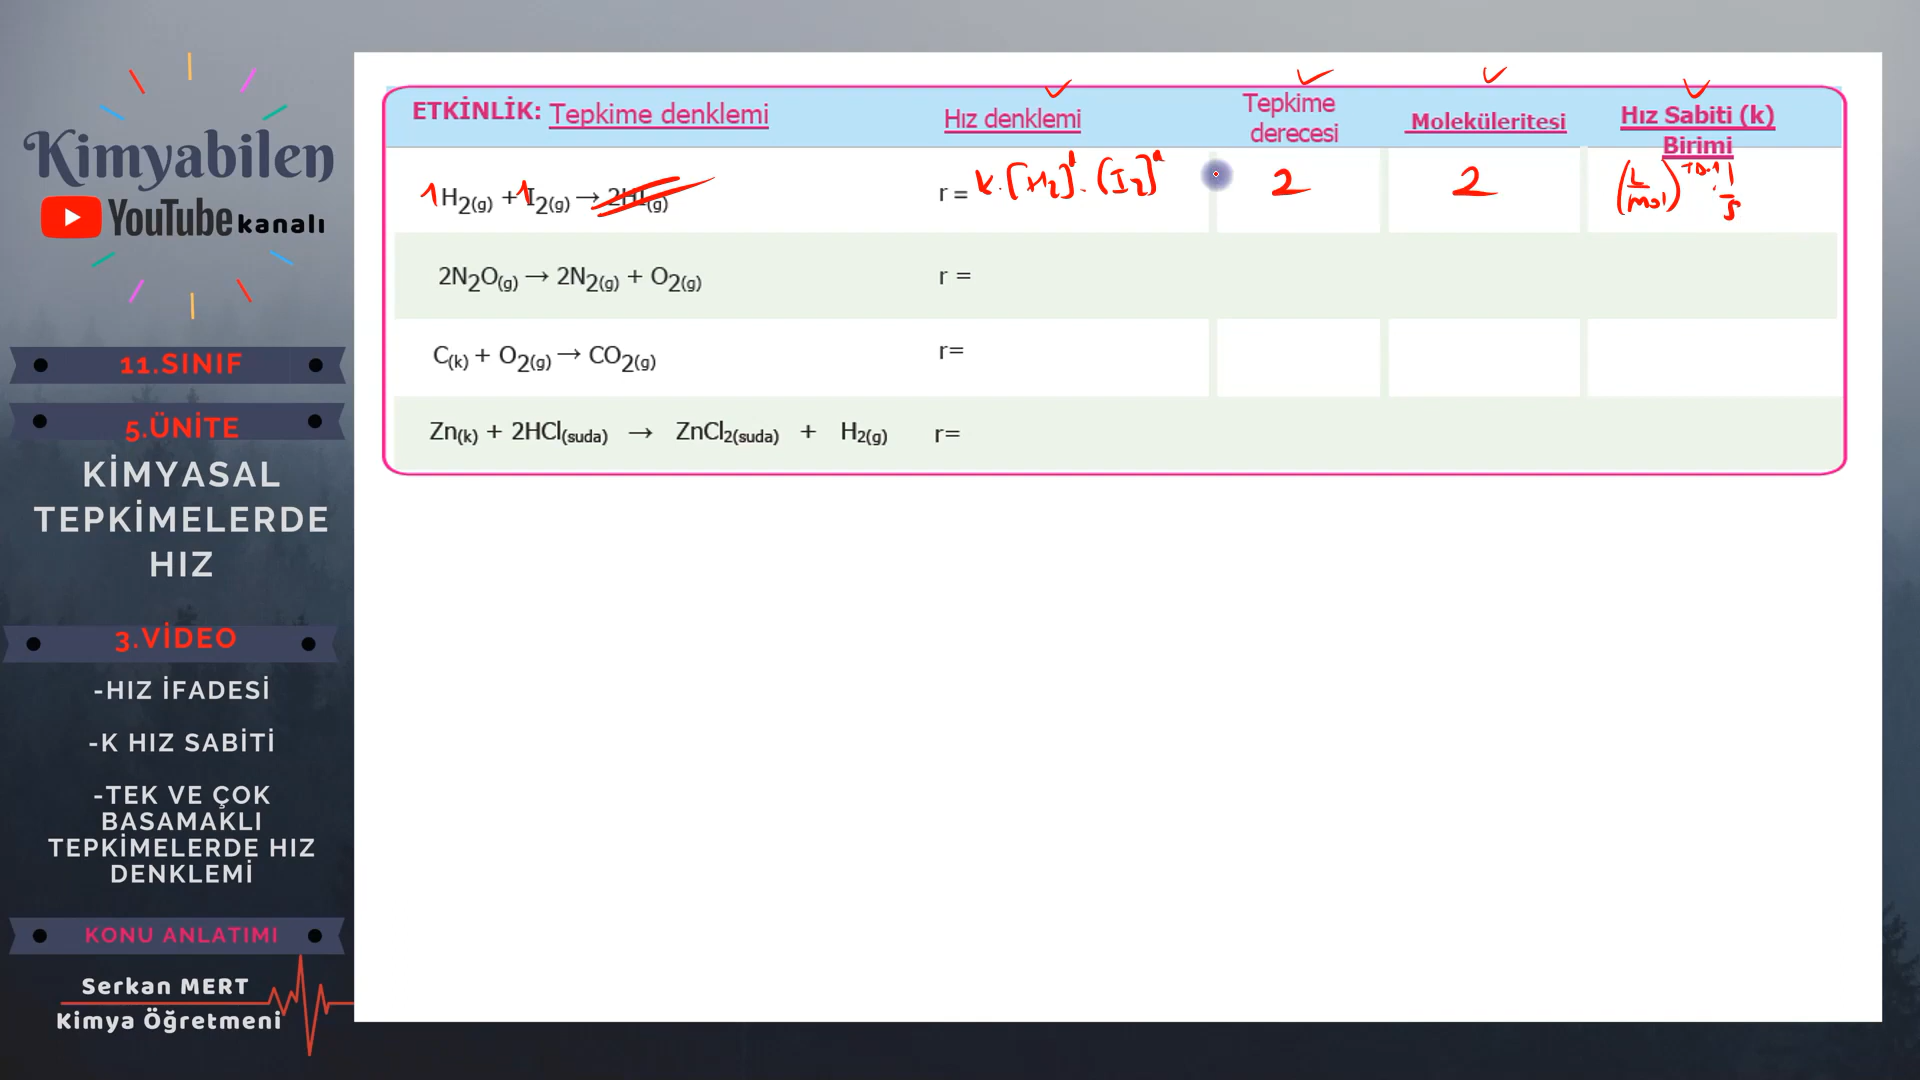 Kimyabilen
YouTube kanalı
11.SINIF
5.ÜNİTE
KİMYASAL
TEPKİMELERDE
HIZ
3.VİDEO
-HIZ İFADESİ
-K HIZ SABİTİ
-TEK VE ÇOK
BASAMAKLI
TEPKİMELERDE HIZ
DENKLEMİ
KONU ANLATIMI
Serkan MERT
Kimya Öğretmeni
ETKİNLİK: Tepkime denklemi
Hız denklemi
Tepkime
derecesi
Moleküleritesi
Hız Sabiti (k)
Birimi
1H2(g) + 1I2(g) → 2HI(g) r = k.[H2]¹.[I2]¹ 2 2 (L/mol)^T.D-1 . 1/s
2N2O(g) → 2N2(g) + O2(g) r =
C(k) + O2(g) → CO2(g) r=
Zn(k) + 2HCl(suda) → ZnCl2(suda) + H2(g) r=